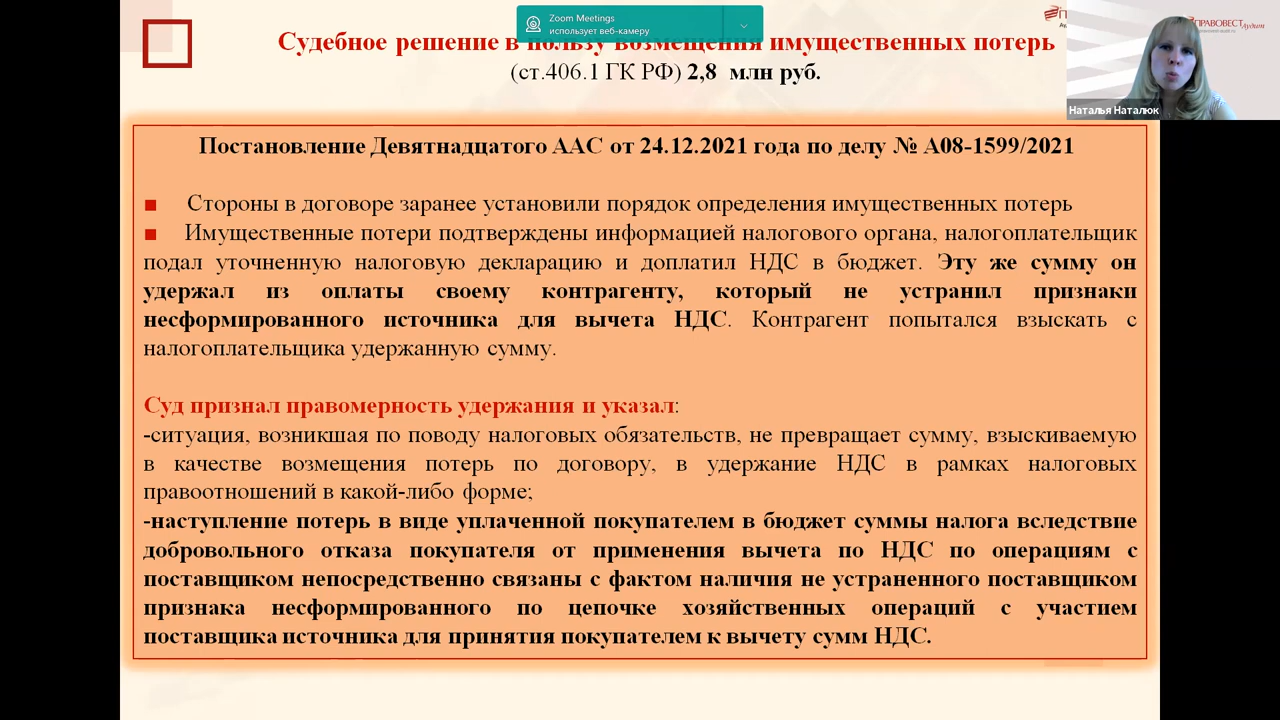 Zoom Meetings
использует веб-камеру
Судебное решение в пользу возмещения имущественных потерь
(ст.406.1 ГК РФ) 2,8 млн руб.
ПРАВОВЕСТ Аудит
Наталья Наталюк
Постановление Девятнадцатого ААС от 24.12.2021 года по делу № А08-1599/2021
■ Стороны в договоре заранее установили порядок определения имущественных потерь
■ Имущественные потери подтверждены информацией налогового органа, налогоплательщик
подал уточненную налоговую декларацию и доплатил НДС в бюджет. Эту же сумму он
удержал из оплаты своему контрагенту, который не устранил признаки
несформированного источника для вычета НДС. Контрагент попытался взыскать с
налогоплательщика удержанную сумму.
Суд признал правомерность удержания и указал:
-ситуация, возникшая по поводу налоговых обязательств, не превращает сумму, взыскиваемую
в качестве возмещения потерь по договору, в удержание НДС в рамках налоговых
правоотношений в какой-либо форме;
-наступление потерь в виде уплаченной покупателем в бюджет суммы налога вследствие
добровольного отказа покупателя от применения вычета по НДС по операциям с
поставщиком непосредственно связаны с фактом наличия не устраненного поставщиком
признака несформированного по цепочке хозяйственных операций с участием
поставщика источника для принятия покупателем к вычету сумм НДС.